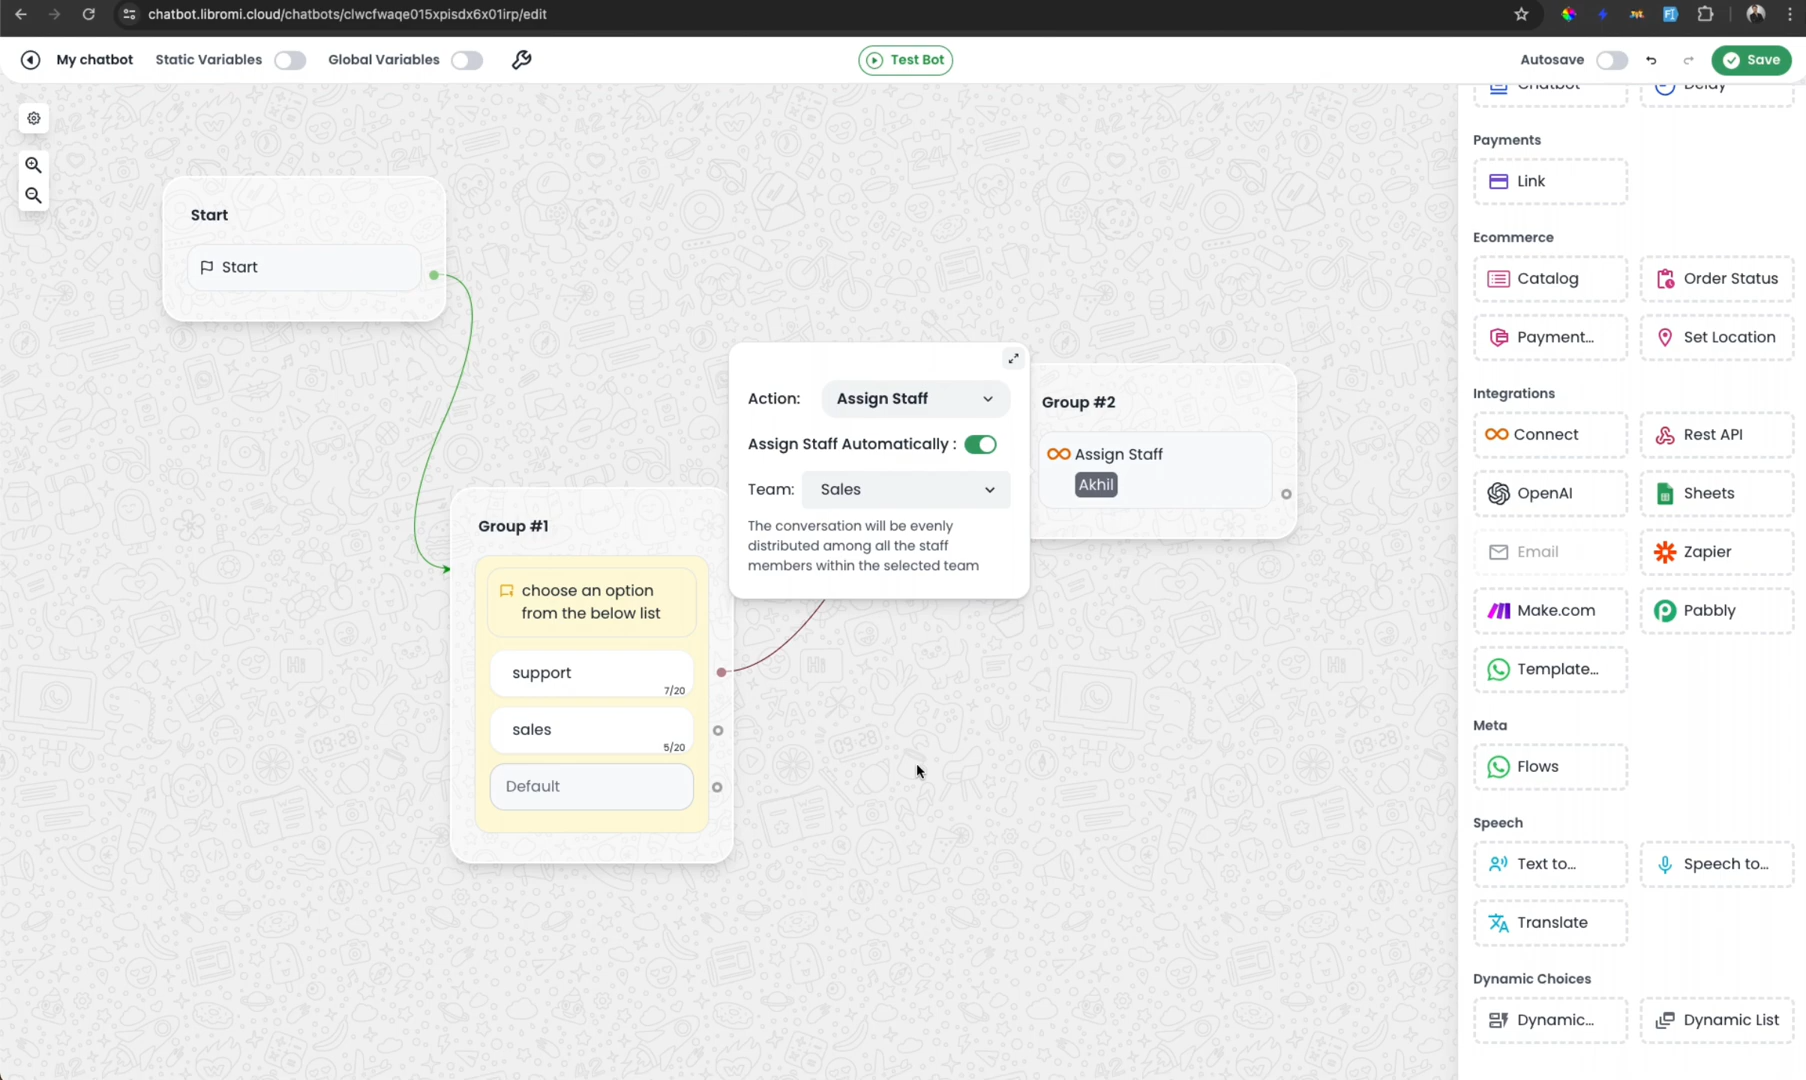 chatbot.libromi.cloud/chatbots/clwcfwaqe015xpisdx6x01irp/edit
My chatbot
Static Variables
Global Variables
Test Bot
Autosave
Save
Start
Start
Group #1
choose an option
from the below list
support
7/20
sales
5/20
Default
Action:
Assign Staff
Assign Staff Automatically :
Team:
Sales
The conversation will be evenly
distributed among all the staff
members within the selected team
Group #2
Assign Staff
Akhil
Chatbot
Delay
Payments
Link
Ecommerce
Catalog
Order Status
Payment...
Set Location
Integrations
Connect
Rest API
OpenAI
Sheets
Email
Zapier
Make.com
Pabbly
Template...
Meta
Flows
Speech
Text to...
Speech to...
Translate
Dynamic Choices
Dynamic...
Dynamic List